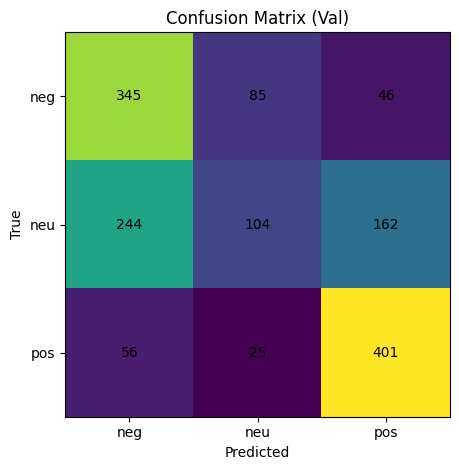 Confusion Matrix (Val)
True
neg 345 85 46
neu 244 104 162
pos 56 25 401
neg neu pos
Predicted